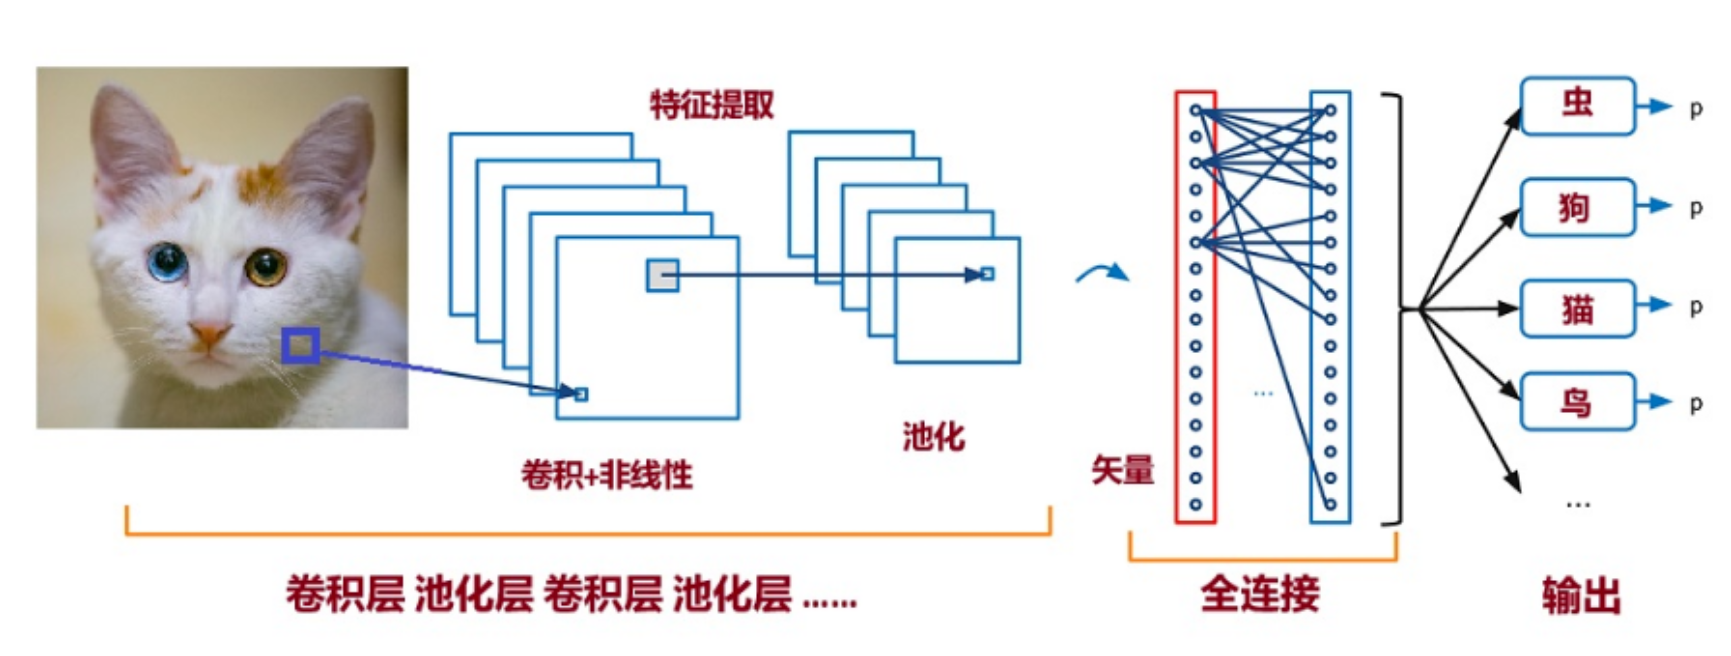 特征提取
卷积+非线性
池化
矢量
...
虫
p
狗
p
猫
p
鸟
p
...
卷积层 池化层 卷积层 池化层 ......
全连接
输出